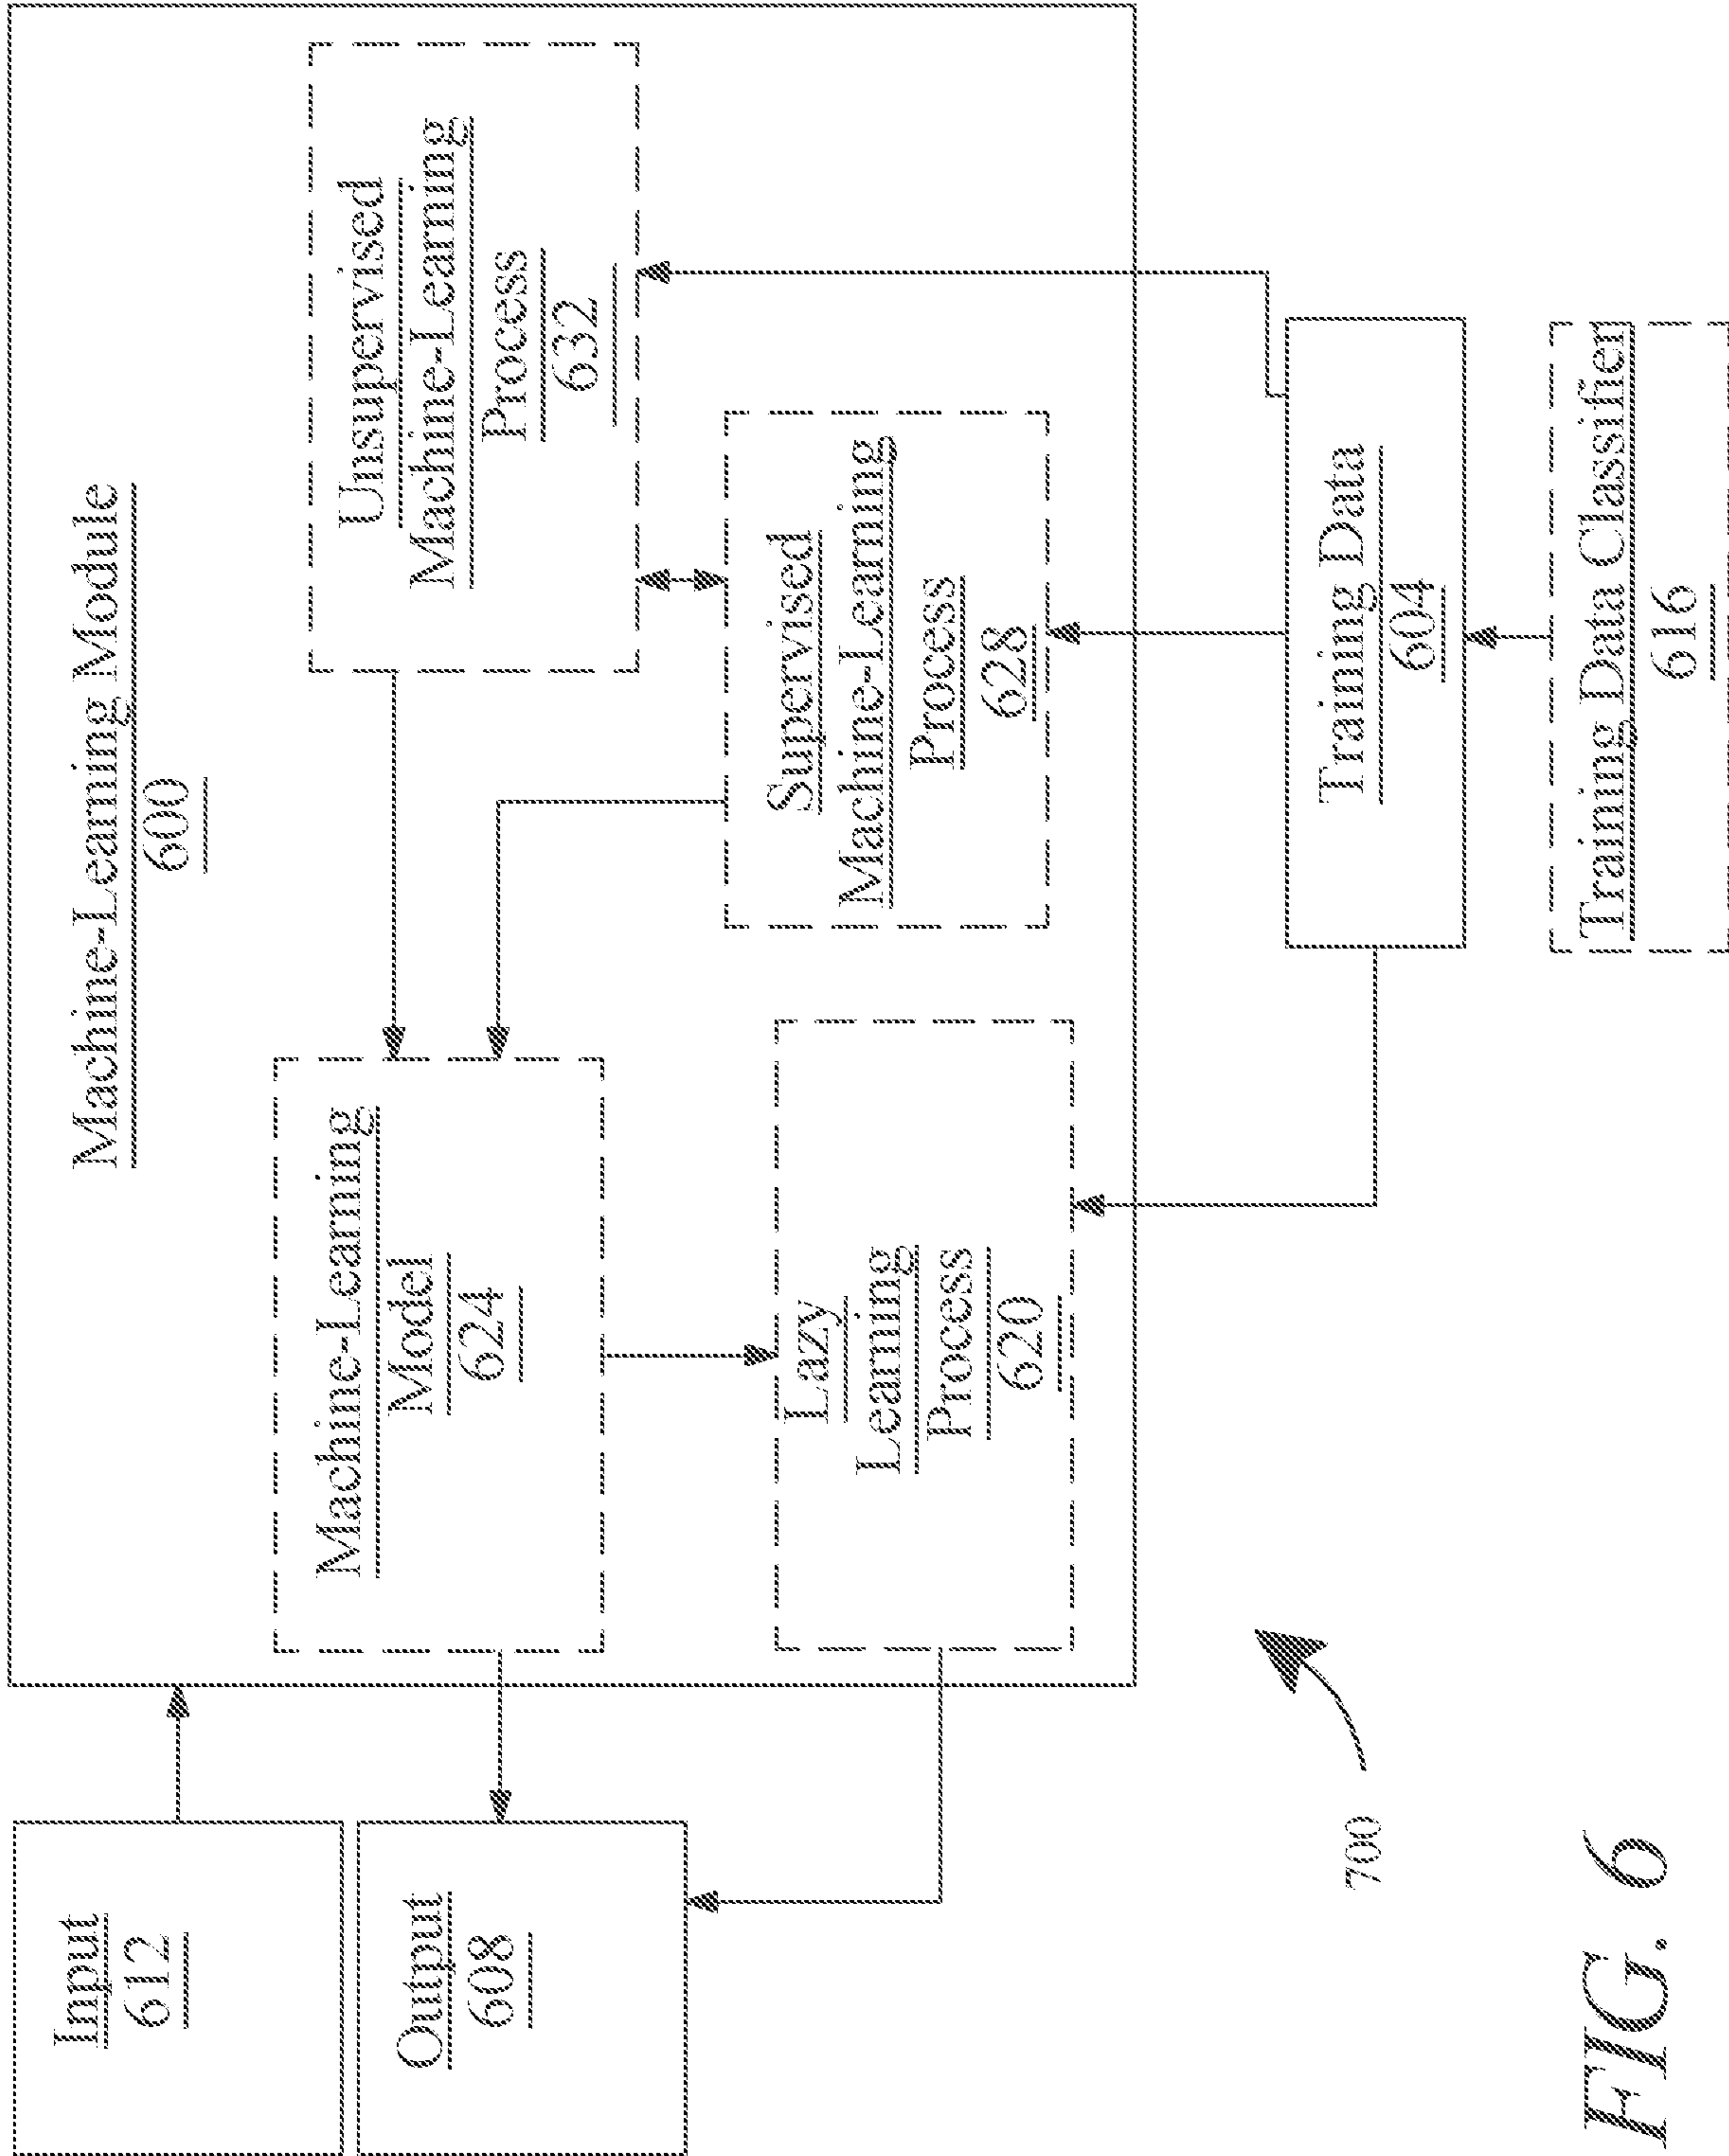 Machine-Learning Module
600
Input
612
Output
608
Machine-Learning
Model
624
Unsupervised
Machine-Learning
Process
632
Lazy
Learning
Process
620
Supervised
Machine-Learning
Process
628
Training Data
604
Training Data Classifier
616
700
FIG. 6